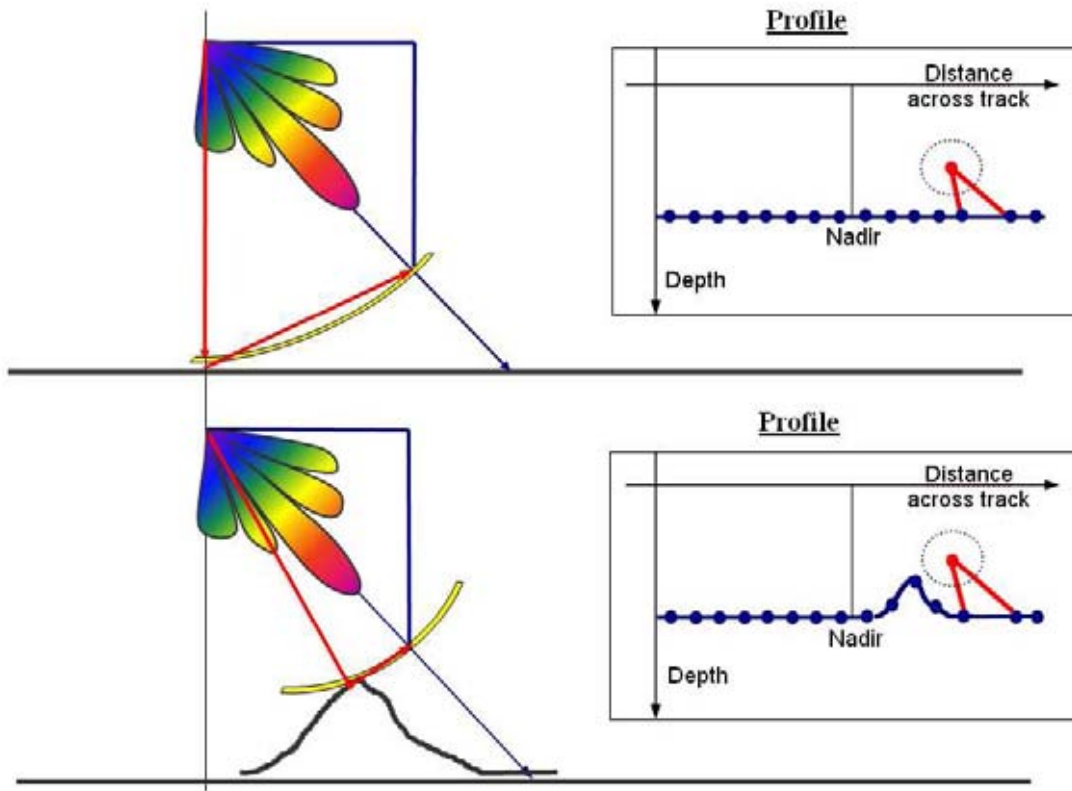 Profile
Distance
across track
Nadir
Depth
Profile
Distance
across track
Nadir
Depth